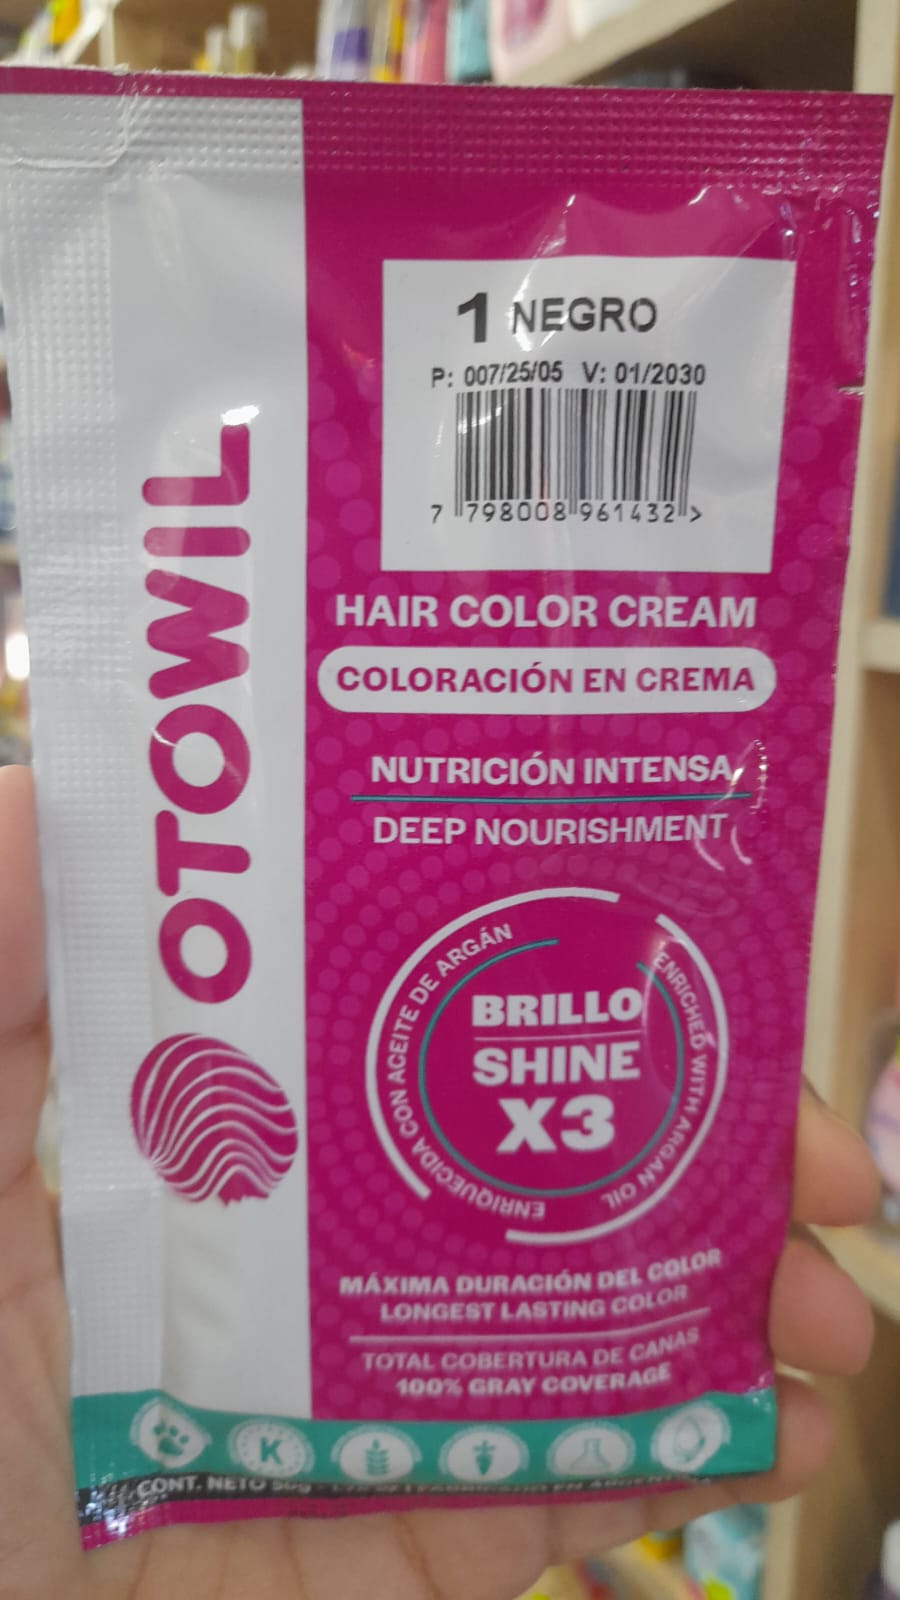 1 NEGRO
P: 007/25/05 V: 01/2030
7 798008 961432 >
OTOWIL
HAIR COLOR CREAM
COLORACIÓN EN CREMA
NUTRICIÓN INTENSA
DEEP NOURISHMENT
ENRIQUECIDA CON ACEITE DE ARGÁN
ENRICHED WITH ARGAN OIL
BRILLO
SHINE
X3
MÁXIMA DURACIÓN DEL COLOR
LONGEST LASTING COLOR
TOTAL COBERTURA DE CANAS
100% GRAY COVERAGE
K
CONT. NETO